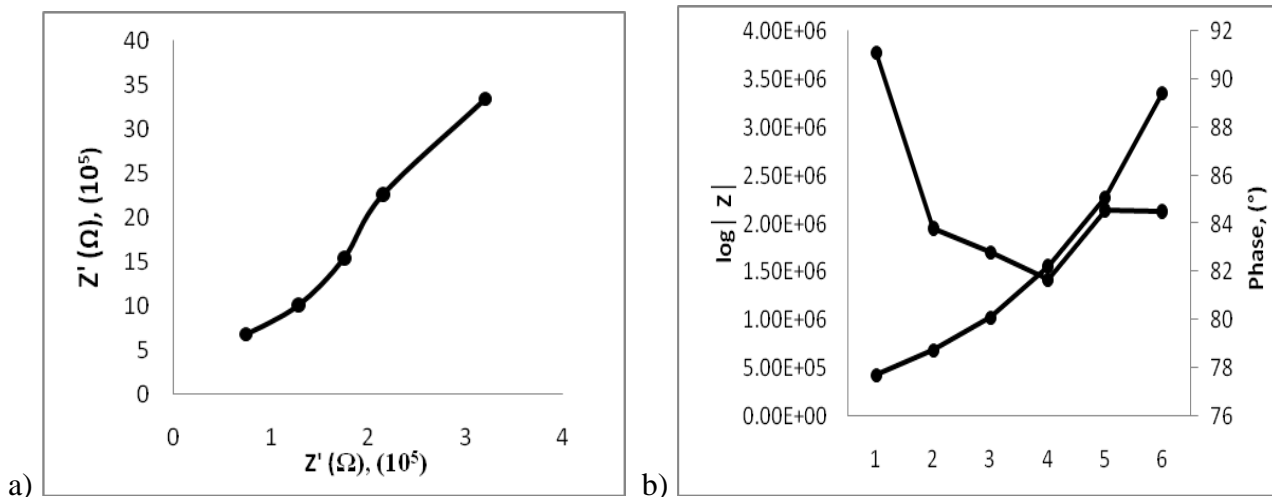 40
35
30
25
20
15
10
5
0
Z' (Ω), (10⁵)
0 1 2 3 4
Z' (Ω), (10⁵)
a)
4.00E+06
3.50E+06
3.00E+06
2.50E+06
2.00E+06
1.50E+06
1.00E+06
5.00E+05
0.00E+00
log | Z |
92
90
88
86
84
82
80
78
76
Phase, (°)
1 2 3 4 5 6
b)